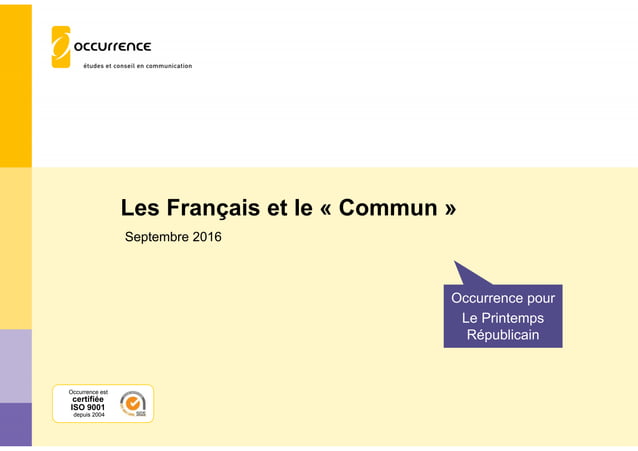 occurrence
études et conseil en communication
Les Français et le « Commun »
Septembre 2016
Occurrence pour
Le Printemps
Républicain
Occurrence est
certifiée
ISO 9001
depuis 2004
SGS